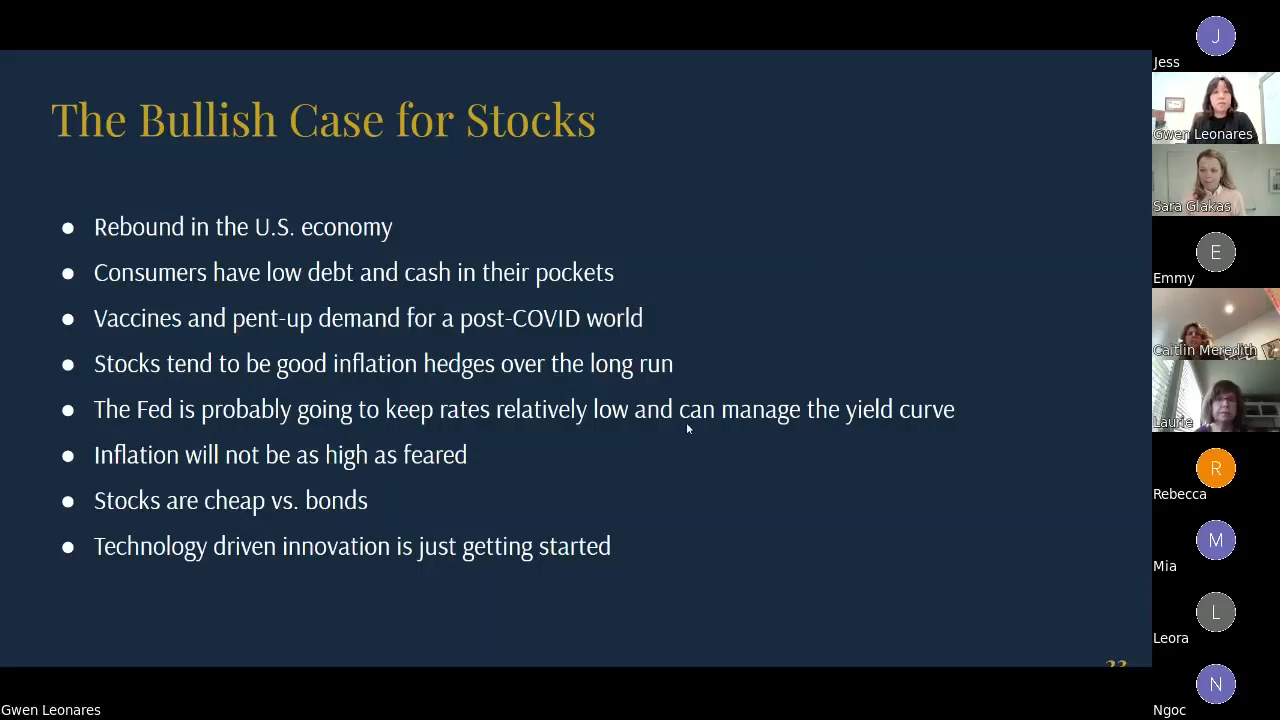 The Bullish Case for Stocks
● Rebound in the U.S. economy
● Consumers have low debt and cash in their pockets
● Vaccines and pent-up demand for a post-COVID world
● Stocks tend to be good inflation hedges over the long run
● The Fed is probably going to keep rates relatively low and can manage the yield curve
● Inflation will not be as high as feared
● Stocks are cheap vs. bonds
● Technology driven innovation is just getting started
Gwen Leonares
J
Jess
Gwen Leonares
Sara Glakas
E
Emmy
Caitlin Meredith
Laurie
R
Rebecca
M
Mia
L
Leora
N
Ngoc